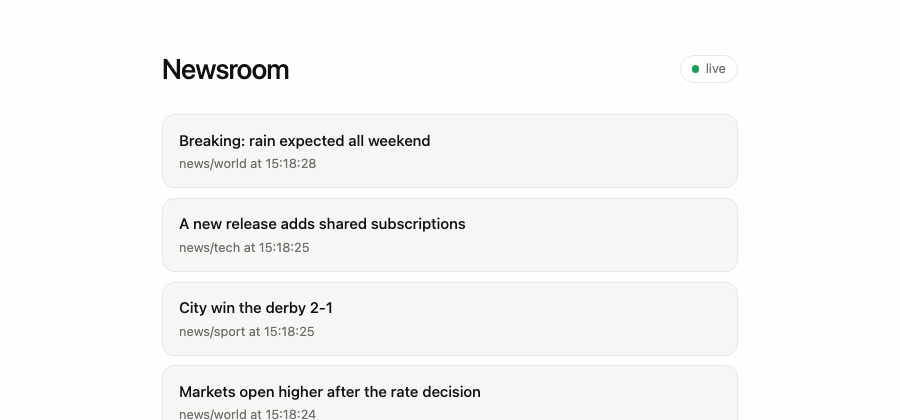 Newsroom
live
Breaking: rain expected all weekend
news/world at 15:18:28
A new release adds shared subscriptions
news/tech at 15:18:25
City win the derby 2-1
news/sport at 15:18:25
Markets open higher after the rate decision
news/world at 15:18:24